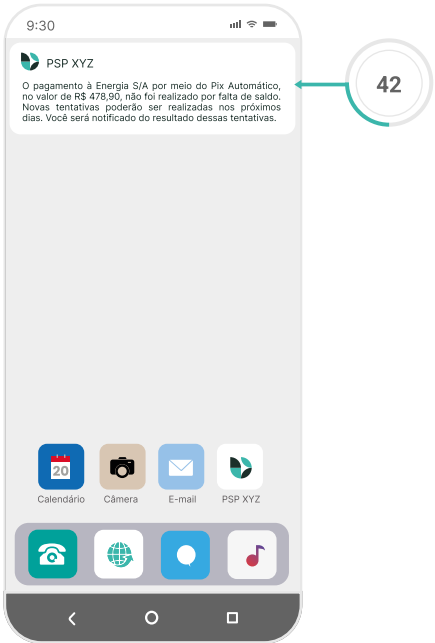 9:30
PSP XYZ
O pagamento à Energia S/A por meio do Pix Automático,
no valor de R$ 478,90, não foi realizado por falta de saldo.
Novas tentativas poderão ser realizadas nos próximos
dias. Você será notificado do resultado dessas tentativas.
42
20
Calendário Câmera E-mail PSP XYZ